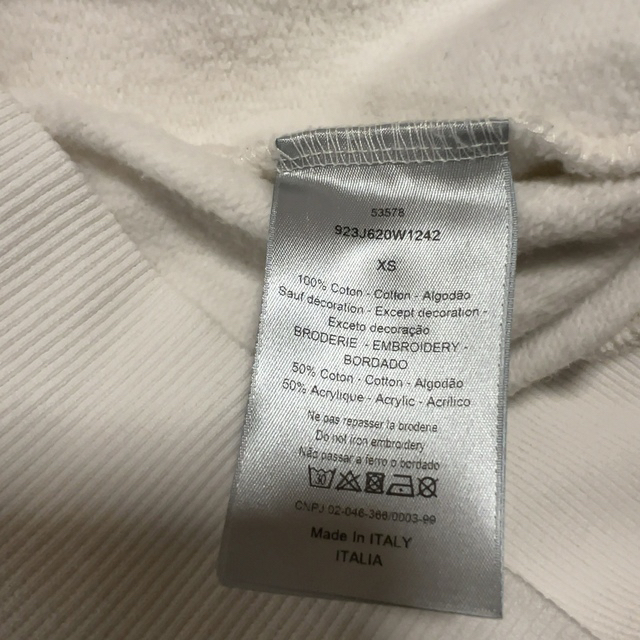 53578
923J620W1242
XS
100% Coton - Cotton - Algodão
Sauf décoration - Except decoration -
Exceto decoração
BRODERIE - EMBROIDERY -
BORDADO
50% Coton - Cotton - Algodão
50% Acrylique - Acrylic - Acrílico
Ne pas repasser la broderie
Do not iron embroidery
Não passar a ferro o bordado
CNPJ 02-046-366/0003-99
Made In ITALY
ITALIA